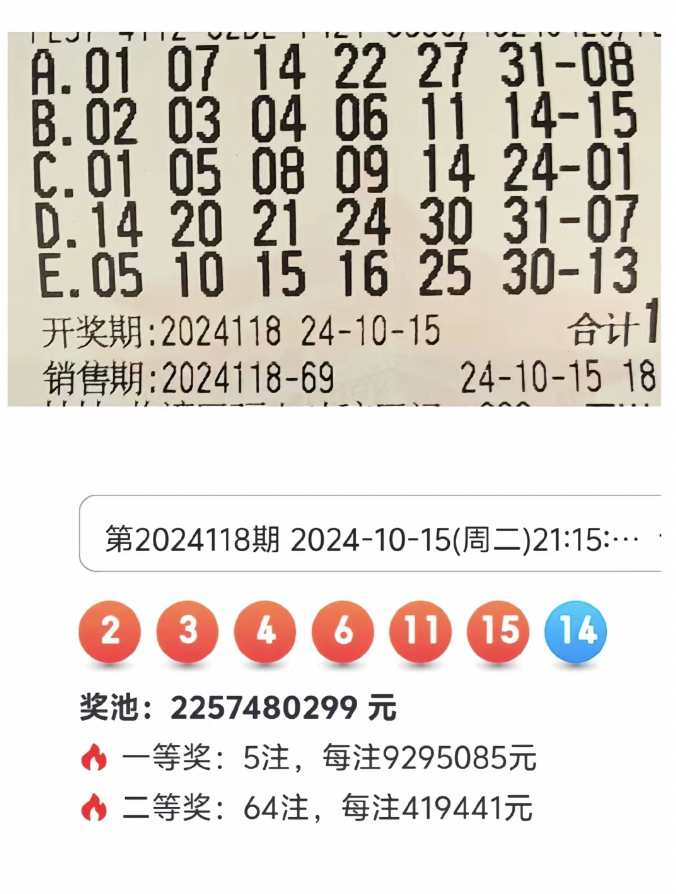 A.01 07 14 22 27 31-08
B.02 03 04 06 11 14-15
C.01 05 08 09 14 24-01
D.14 20 21 24 30 31-07
E.05 10 15 16 25 30-13
开奖期:2024118 24-10-15 合计1
销售期:2024118-69 24-10-15 18
第2024118期 2024-10-15(周二)21:15:…
2 3 4 6 11 15 14
奖池：2257480299 元
一等奖：5注，每注9295085元
二等奖：64注，每注419441元